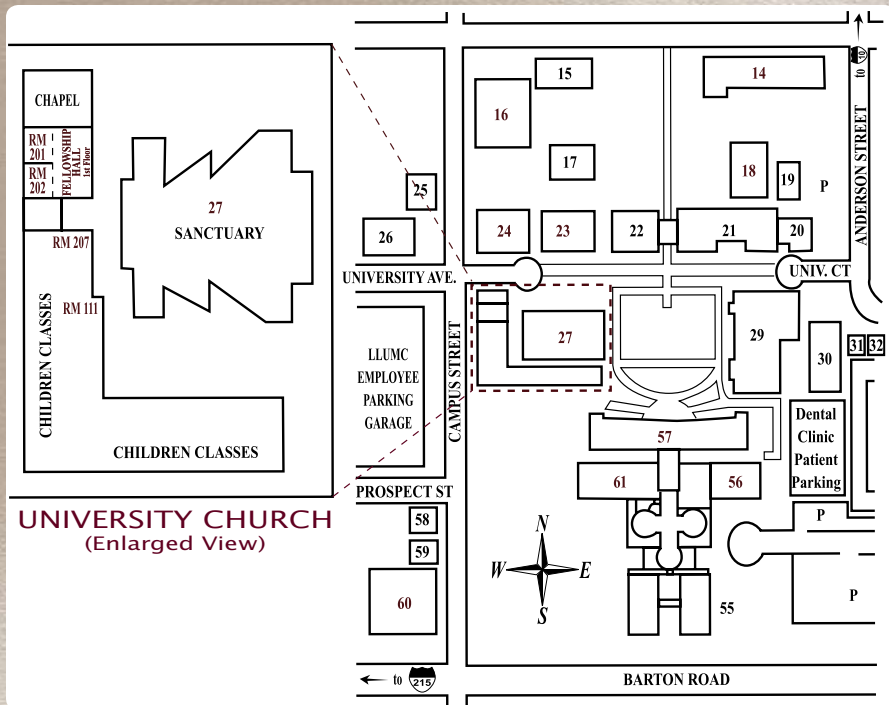 CHAPEL
RM
201
RM
202
FELLOWSHIP
HALL
1st Floor
27
SANCTUARY
RM 207
RM 111
CHILDREN CLASSES
CHILDREN CLASSES
UNIVERSITY CHURCH
(Enlarged View)
to 10
ANDERSON STREET
15
14
16
17
18
19
P
25
26
24
23
22
21
20
UNIVERSITY AVE.
UNIV. CT
CAMPUS STREET
LLUMC
EMPLOYEE
PARKING
GARAGE
27
29
30
31
32
Dental
Clinic
Patient
Parking
57
61
56
PROSPECT ST
58
59
60
P
P
N
W
E
S
55
to 215
BARTON ROAD